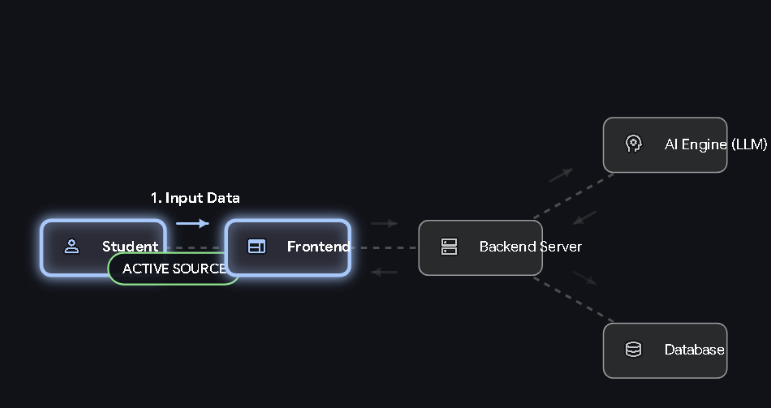 AI Engine (LLM)
1. Input Data
Student
Frontend
Backend Server
ACTIVE SOURCE
Database